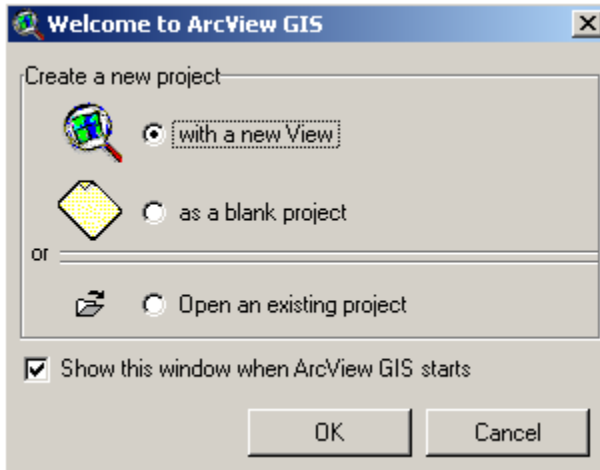 Welcome to ArcView GIS
Create a new project
with a new View
as a blank project
or
Open an existing project
Show this window when ArcView GIS starts
OK
Cancel